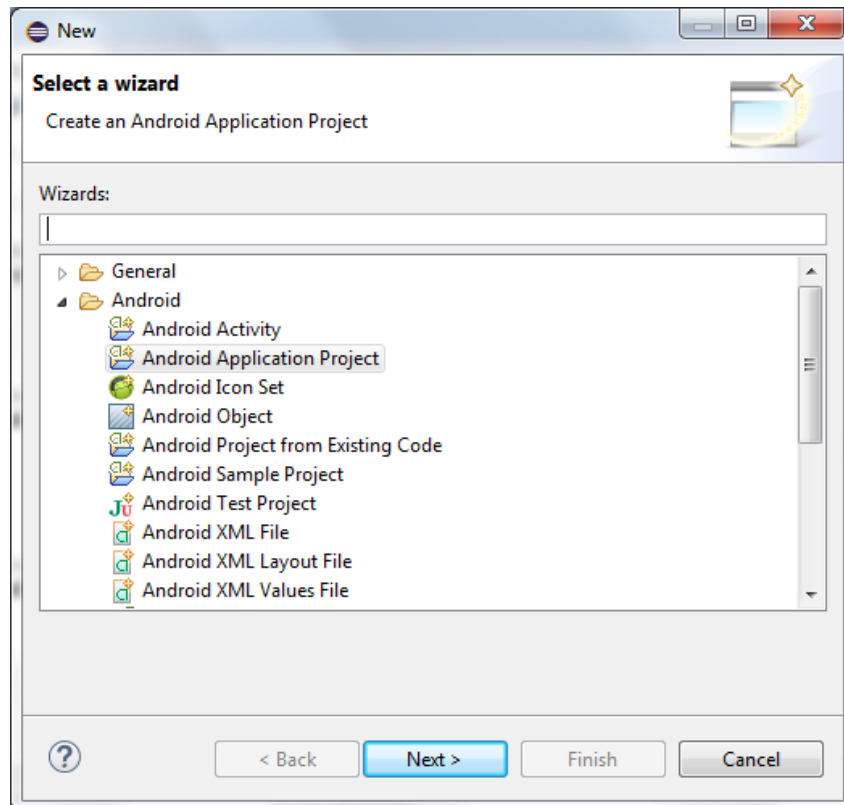 New
Select a wizard
Create an Android Application Project
Wizards:
General
Android
Android Activity
Android Application Project
Android Icon Set
Android Object
Android Project from Existing Code
Android Sample Project
Android Test Project
Android XML File
Android XML Layout File
Android XML Values File
? < Back Next > Finish Cancel